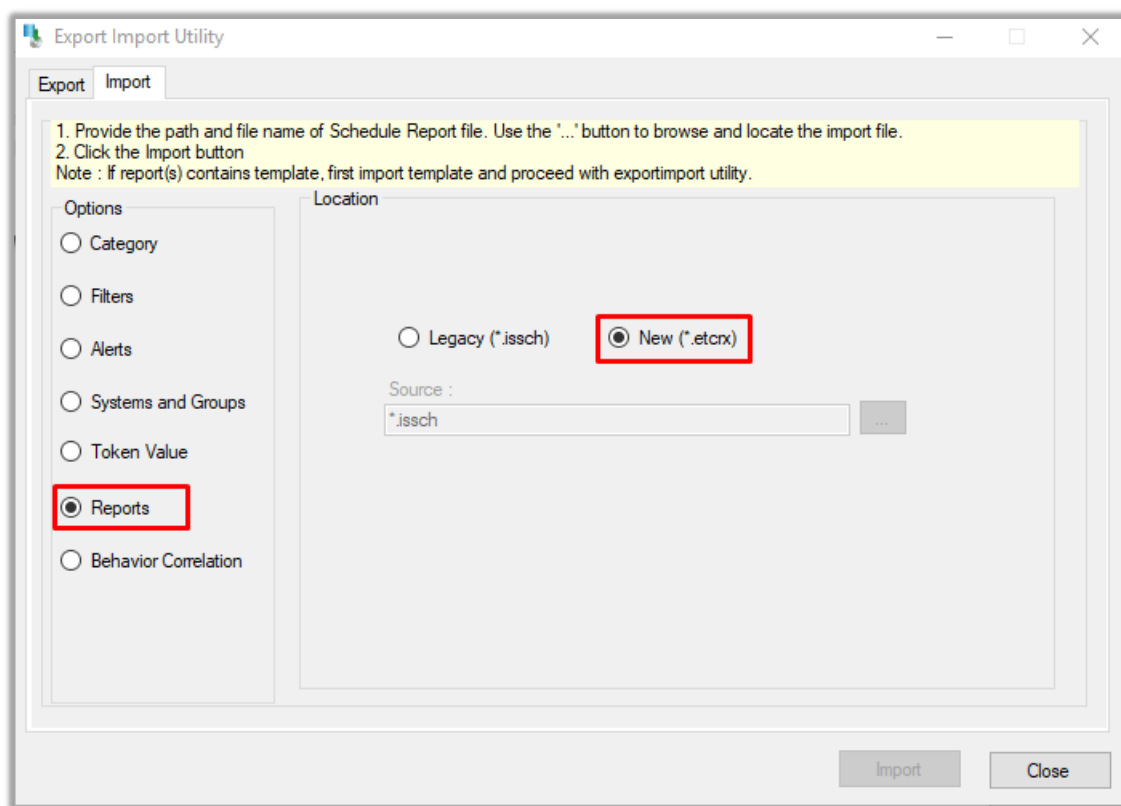 Export Import Utility
Export
Import
1. Provide the path and file name of Schedule Report file. Use the '...' button to browse and locate the import file.
2. Click the Import button
Note : If report(s) contains template, first import template and proceed with exportimport utility.
Options
Location
Category
Filters
Alerts
Systems and Groups
Token Value
Reports
Behavior Correlation
Legacy (*.issch)
New (*.etcrx)
Source :
*.issch
...
Import
Close